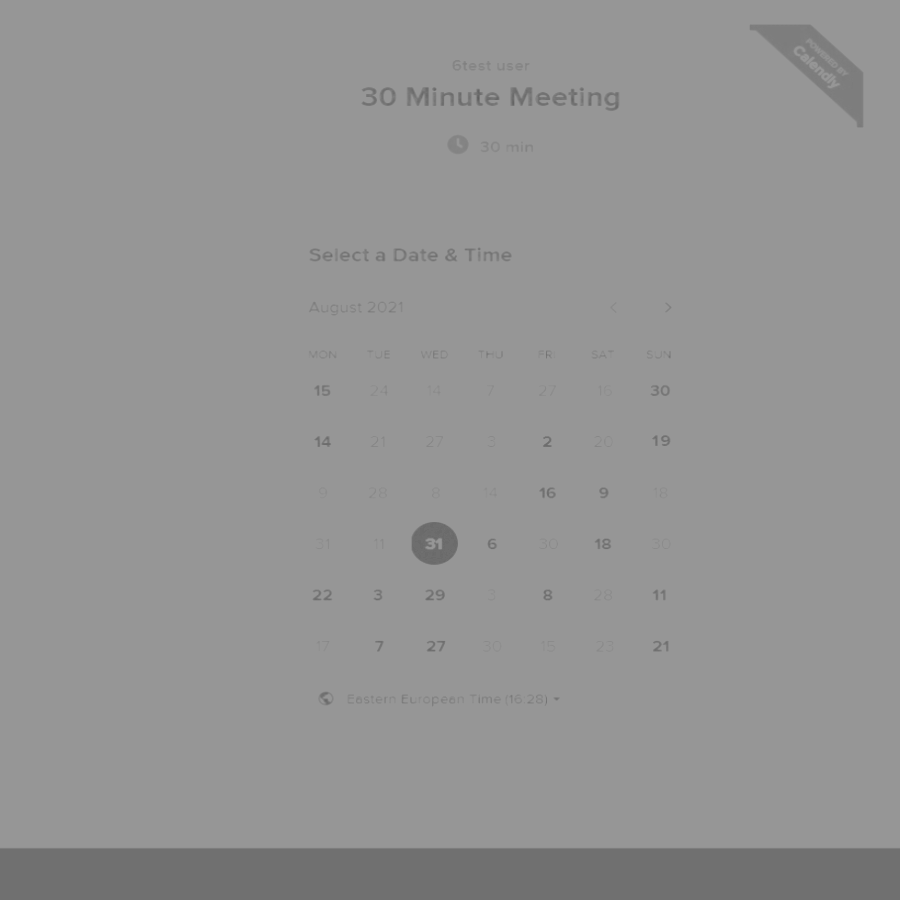 POWERED BY
Calendly
6test user
30 Minute Meeting
30 min
Select a Date & Time
August 2021
MON TUE WED THU FRI SAT SUN
15 24 14 7 27 15 30
14 21 27 3 2 20 19
9 28 8 14 16 9 18
31 11 31 6 30 18 30
22 3 29 3 8 28 11
17 7 27 30 15 23 21
Eastern European Time (16:28)